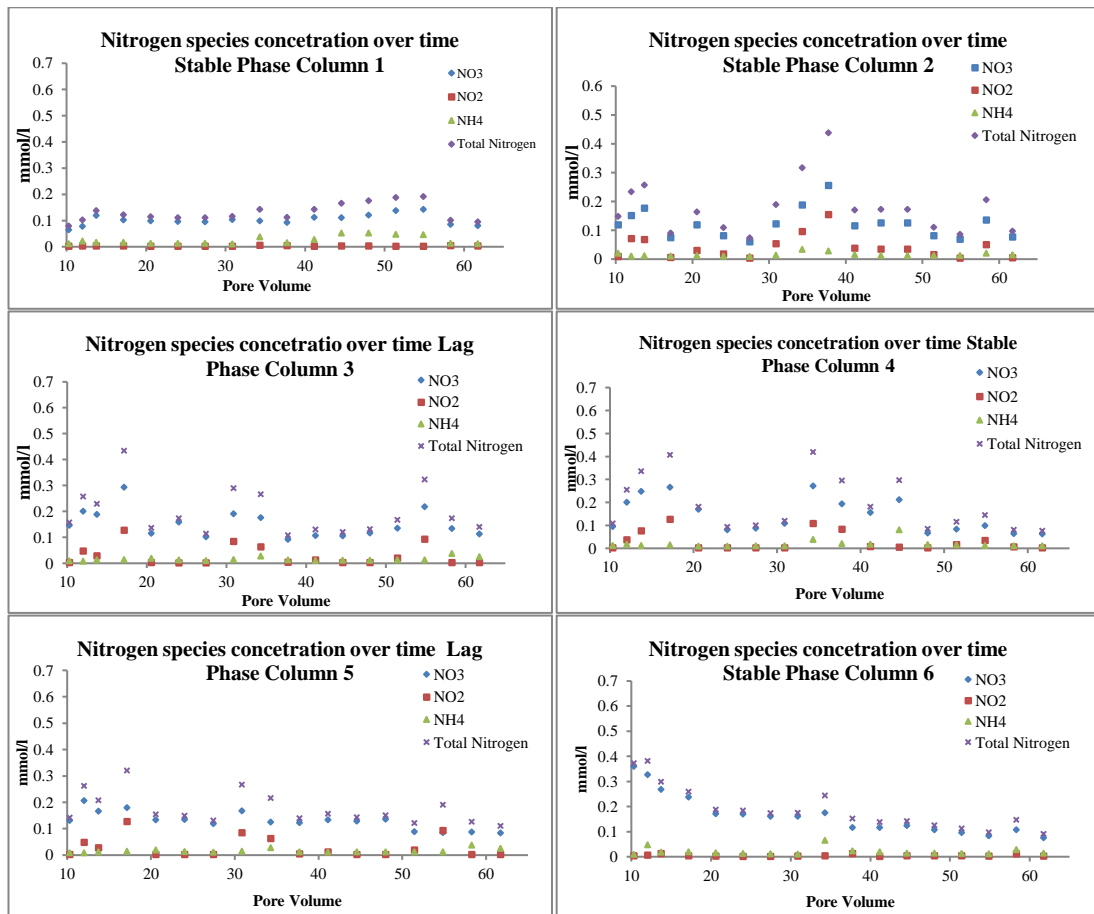 Nitrogen species concetration over time
Stable Phase Column 1
0.7
0.6
0.5
0.4
0.3
0.2
0.1
0
mmol/l
NO3
NO2
NH4
Total Nitrogen
10
20
30
40
50
60
Pore Volume
Nitrogen species concetration over time
Stable Phase Column 2
0.6
0.5
0.4
0.3
0.2
0.1
0
mmol/l
NO3
NO2
NH4
Total Nitrogen
10
20
30
40
50
60
Pore Volume
Nitrogen species concetratio over time Lag
Phase Column 3
0.7
0.6
0.5
0.4
0.3
0.2
0.1
0
mmol/l
NO3
NO2
NH4
Total Nitrogen
10
20
30
40
50
60
Pore Volume
Nitrogen species concetration over time Stable
Phase Column 4
0.7
0.6
0.5
0.4
0.3
0.2
0.1
0
mmol/l
NO3
NO2
NH4
Total Nitrogen
10
20
30
40
50
60
Pore Volume
Nitrogen species concetration over time Lag
Phase Column 5
0.7
0.6
0.5
0.4
0.3
0.2
0.1
0
mmol/l
NO3
NO2
NH4
Total Nitrogen
10
20
30
40
50
60
Pore Volume
Nitrogen species concetration over time
Stable Phase Column 6
0.7
0.6
0.5
0.4
0.3
0.2
0.1
0
mmol/l
NO3
NO2
NH4
Total Nitrogen
10
20
30
40
50
60
Pore Volume